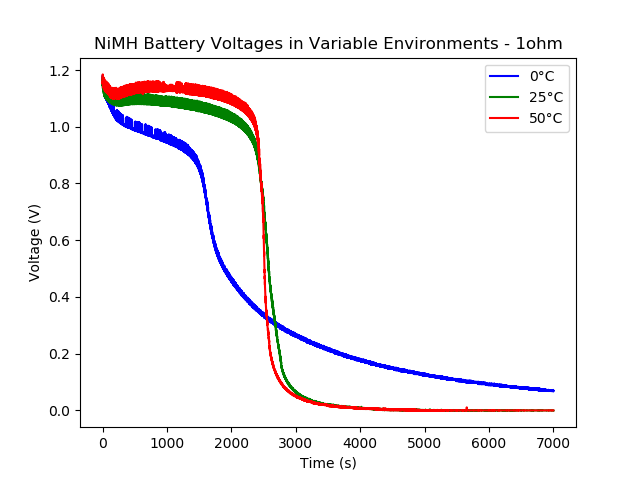 NiMH Battery Voltages in Variable Environments - 1ohm
0°C
25°C
50°C
Voltage (V)
1.2
1.0
0.8
0.6
0.4
0.2
0.0
0 1000 2000 3000 4000 5000 6000 7000
Time (s)